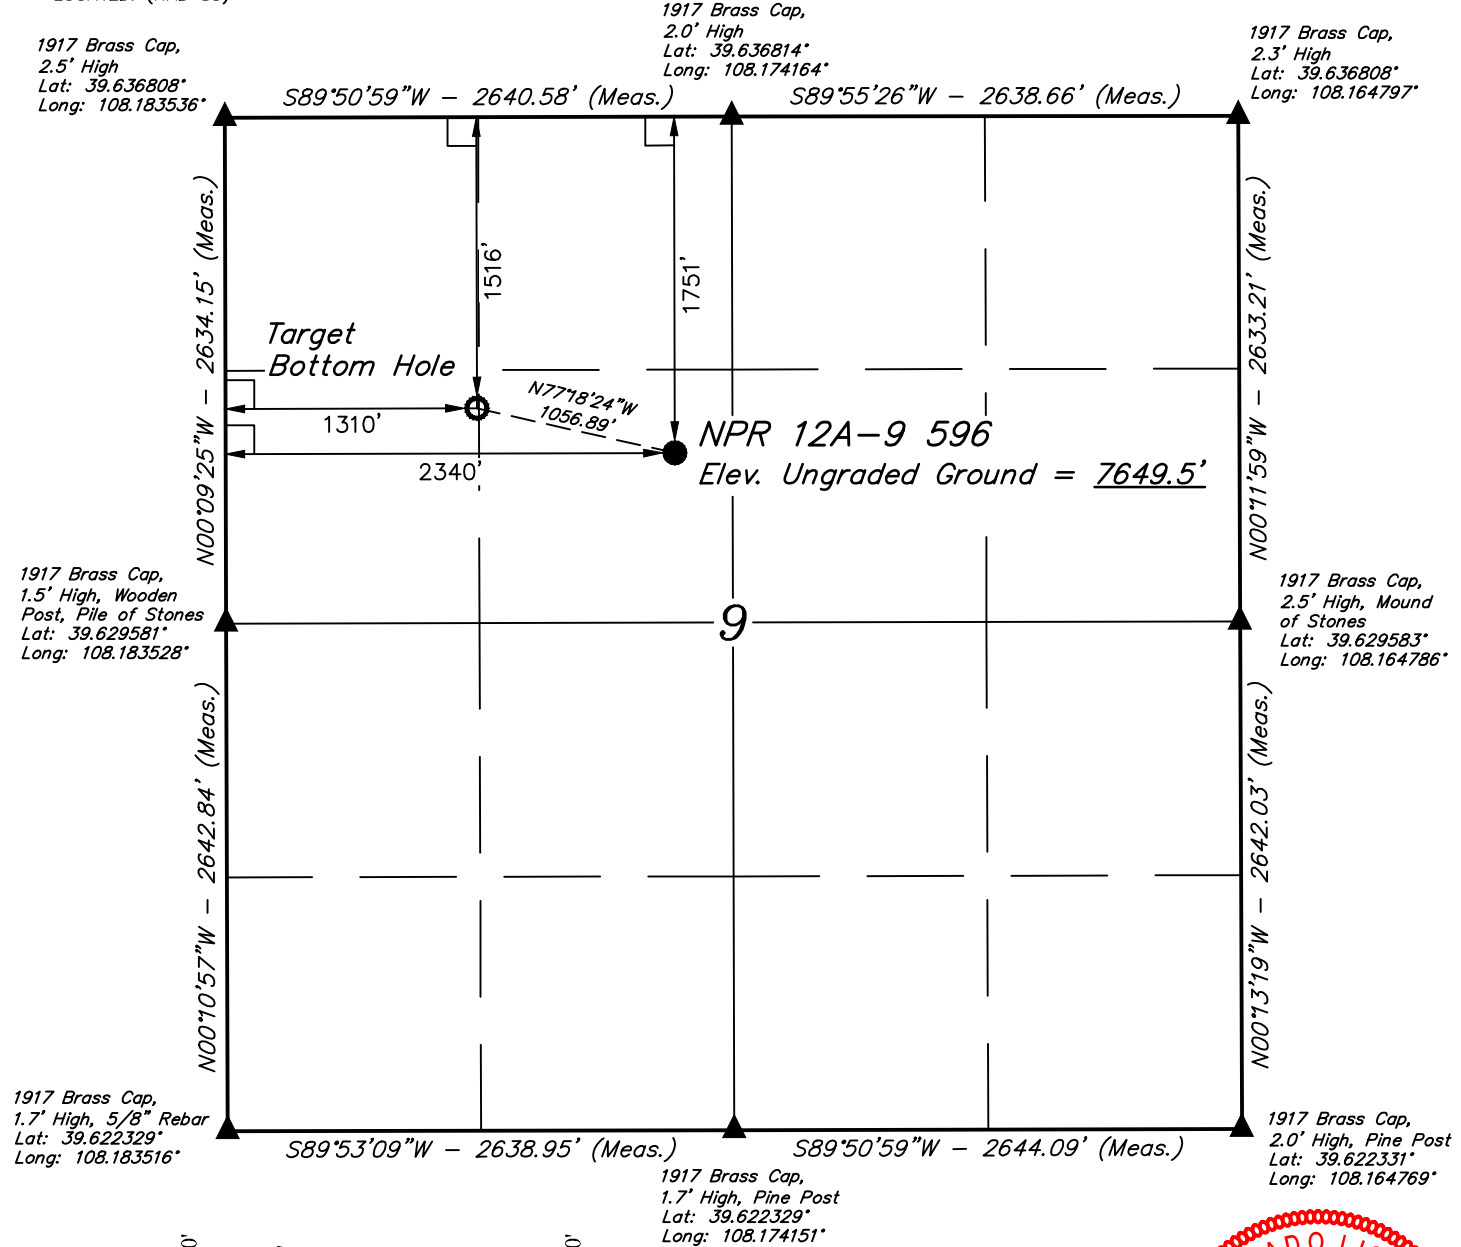 1917 Brass Cap,
2.5' High
Lat: 39.636808°
Long: 108.183536°
1917 Brass Cap,
2.0' High
Lat: 39.636814°
Long: 108.174164°
1917 Brass Cap,
2.3' High
Lat: 39.636808°
Long: 108.164797°
S89°50'59"W – 2640.58' (Meas.)
S89°55'26"W – 2638.66' (Meas.)
N00°09'25"W – 2634.15' (Meas.)
1516'
1751'
N00°11'59"W – 2633.21' (Meas.)
Target
Bottom Hole
1310'
N77°18'24"W
1056.89'
2340'
NPR 12A-9 596
Elev. Ungraded Ground = 7649.5'
1917 Brass Cap,
1.5' High, Wooden
Post, Pile of Stones
Lat: 39.629581°
Long: 108.183528°
9
1917 Brass Cap,
2.5' High, Mound
of Stones
Lat: 39.629583°
Long: 108.164786°
N00°10'57"W – 2642.84' (Meas.)
N00°13'19"W – 2642.03' (Meas.)
1917 Brass Cap,
1.7' High, 5/8" Rebar
Lat: 39.622329°
Long: 108.183516°
S89°53'09"W – 2638.95' (Meas.)
S89°50'59"W – 2644.09' (Meas.)
1917 Brass Cap,
1.7' High, Pine Post
Lat: 39.622329°
Long: 108.174151°
1917 Brass Cap,
2.0' High, Pine Post
Lat: 39.622331°
Long: 108.164769°